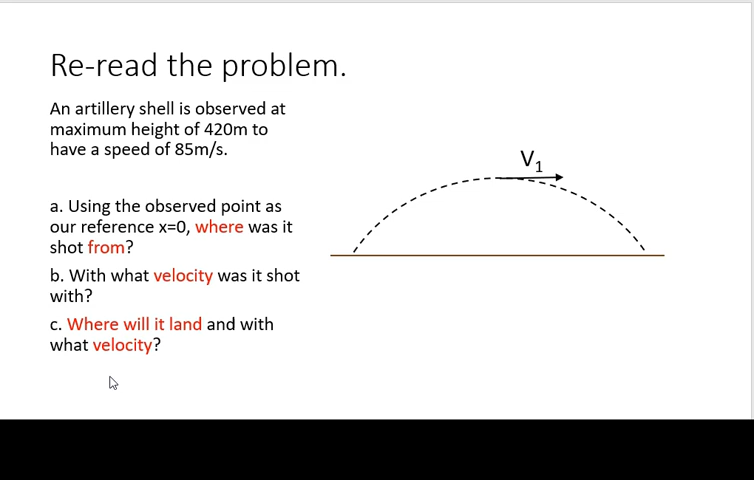 Re-read the problem.
An artillery shell is observed at
maximum height of 420m to
have a speed of 85m/s.
a. Using the observed point as
our reference x=0, where was it
shot from?
b. With what velocity was it shot
with?
c. Where will it land and with
what velocity?
V1